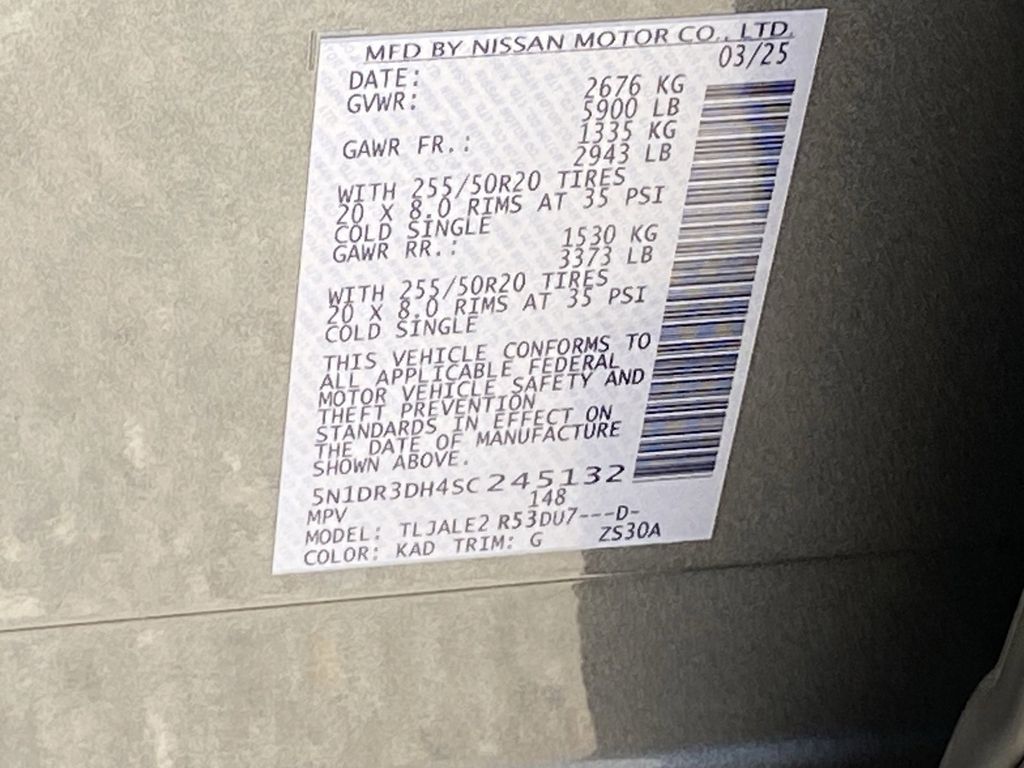 MFD BY NISSAN MOTOR CO., LTD.
DATE: 03/25
GVWR: 2676 KG
5900 LB
GAWR FR.: 1335 KG
2943 LB
WITH 255/50R20 TIRES
20 X 8.0 RIMS AT 35 PSI
COLD SINGLE
GAWR RR.: 1530 KG
3373 LB
WITH 255/50R20 TIRES
20 X 8.0 RIMS AT 35 PSI
COLD SINGLE
THIS VEHICLE CONFORMS TO
ALL APPLICABLE FEDERAL
MOTOR VEHICLE SAFETY AND
THEFT PREVENTION
STANDARDS IN EFFECT ON
THE DATE OF MANUFACTURE
SHOWN ABOVE.
5N1DR3DH4SC245132
MPV 148
MODEL: TLJALE2 R53DU7---D-
COLOR: KAD TRIM: G ZS30A